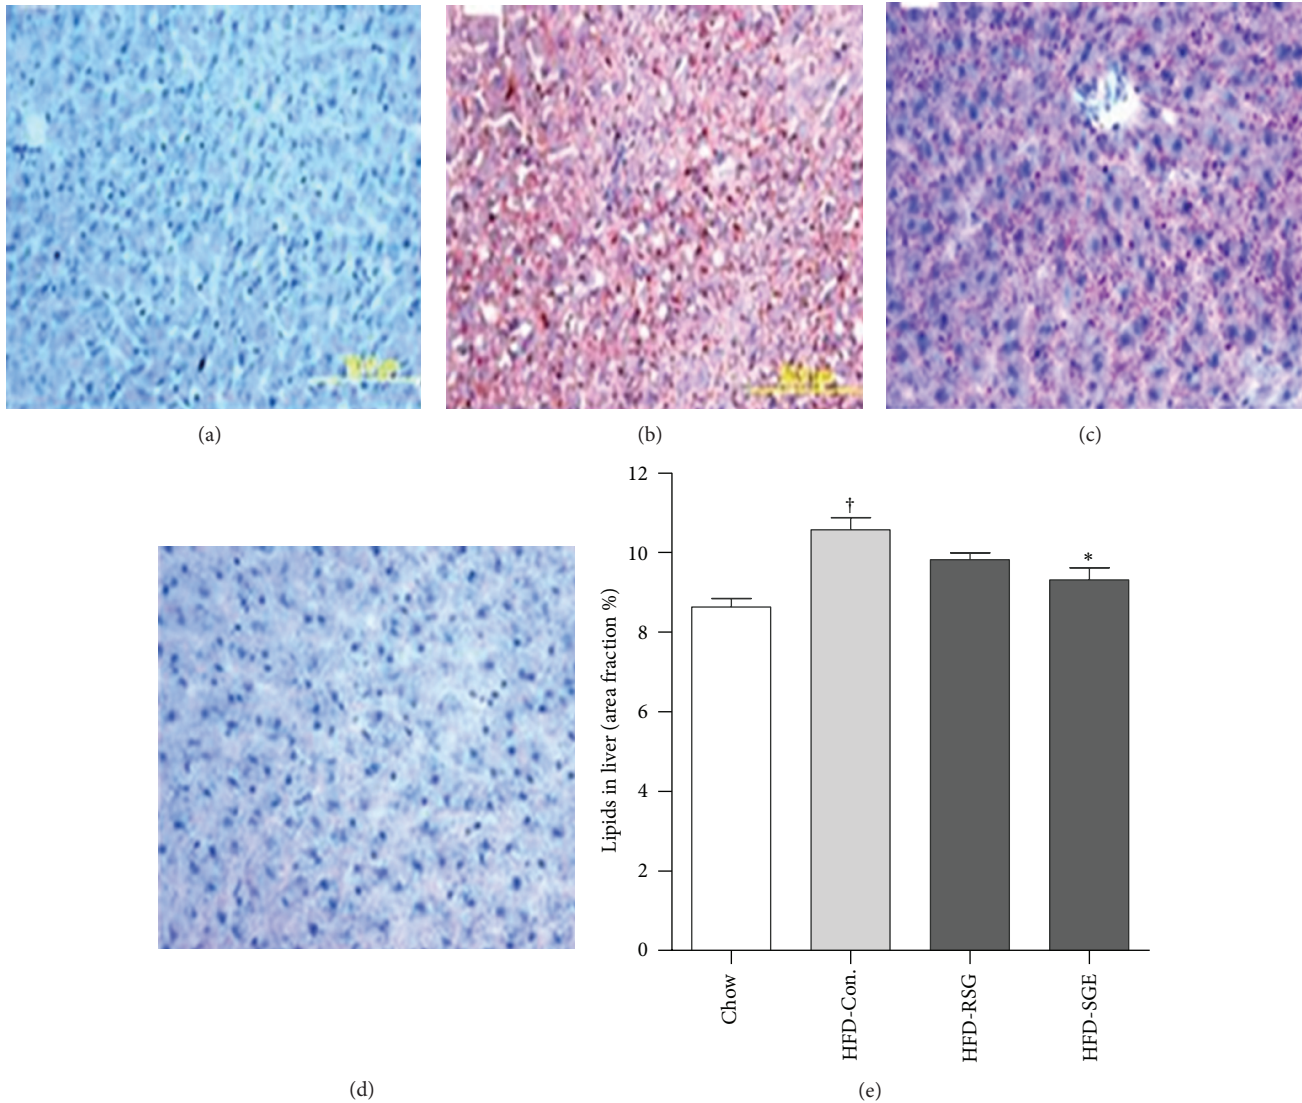 (a)
(b)
(c)
(d)
Lipids in liver (area fraction %)
12
10
8
6
4
2
0
†
*
Chow
HFD-Con.
HFD-RSG
HFD-SGE
(e)